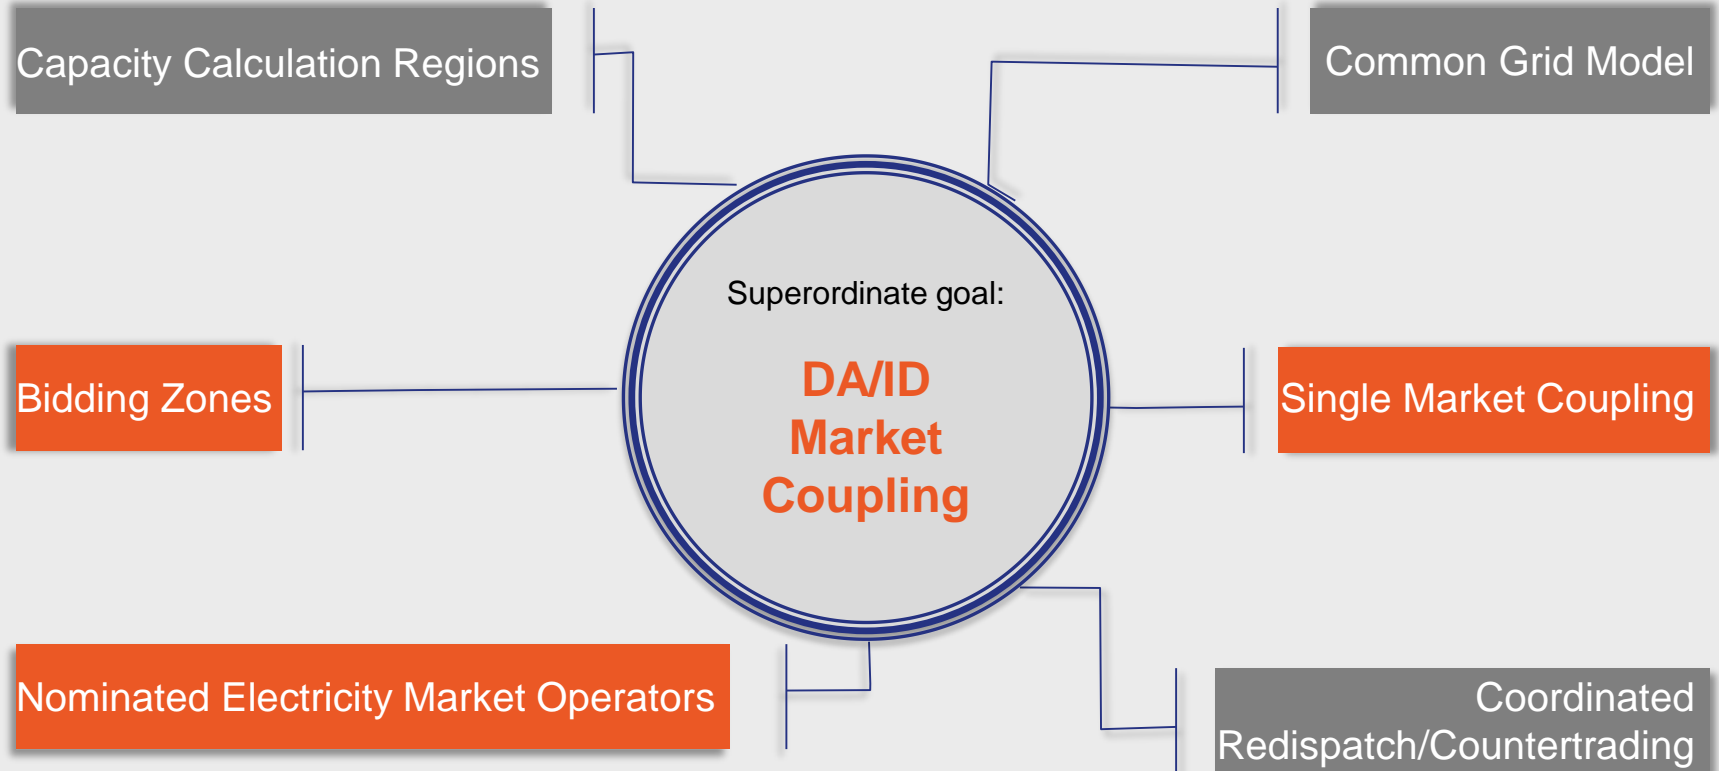 Capacity Calculation Regions
Common Grid Model
Superordinate goal:
DA/ID
Market
Coupling
Bidding Zones
Single Market Coupling
Nominated Electricity Market Operators
Coordinated
Redispatch/Countertrading